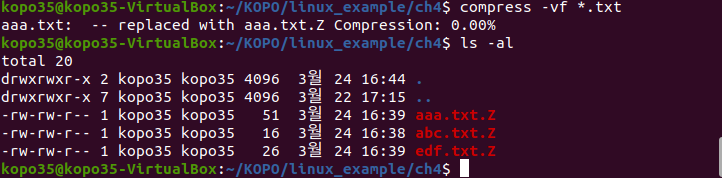 kopo35@kopo35-VirtualBox:~/KOPO/linux_example/ch4$ compress -vf *.txt
aaa.txt:  -- replaced with aaa.txt.Z Compression: 0.00%
kopo35@kopo35-VirtualBox:~/KOPO/linux_example/ch4$ ls -al
total 20
drwxrwxr-x 2 kopo35 kopo35 4096  3월 24 16:44 .
drwxrwxr-x 7 kopo35 kopo35 4096  3월 22 17:15 ..
-rw-rw-r-- 1 kopo35 kopo35   51  3월 24 16:39 aaa.txt.Z
-rw-rw-r-- 1 kopo35 kopo35   16  3월 24 16:38 abc.txt.Z
-rw-rw-r-- 1 kopo35 kopo35   26  3월 24 16:39 edf.txt.Z
kopo35@kopo35-VirtualBox:~/KOPO/linux_example/ch4$